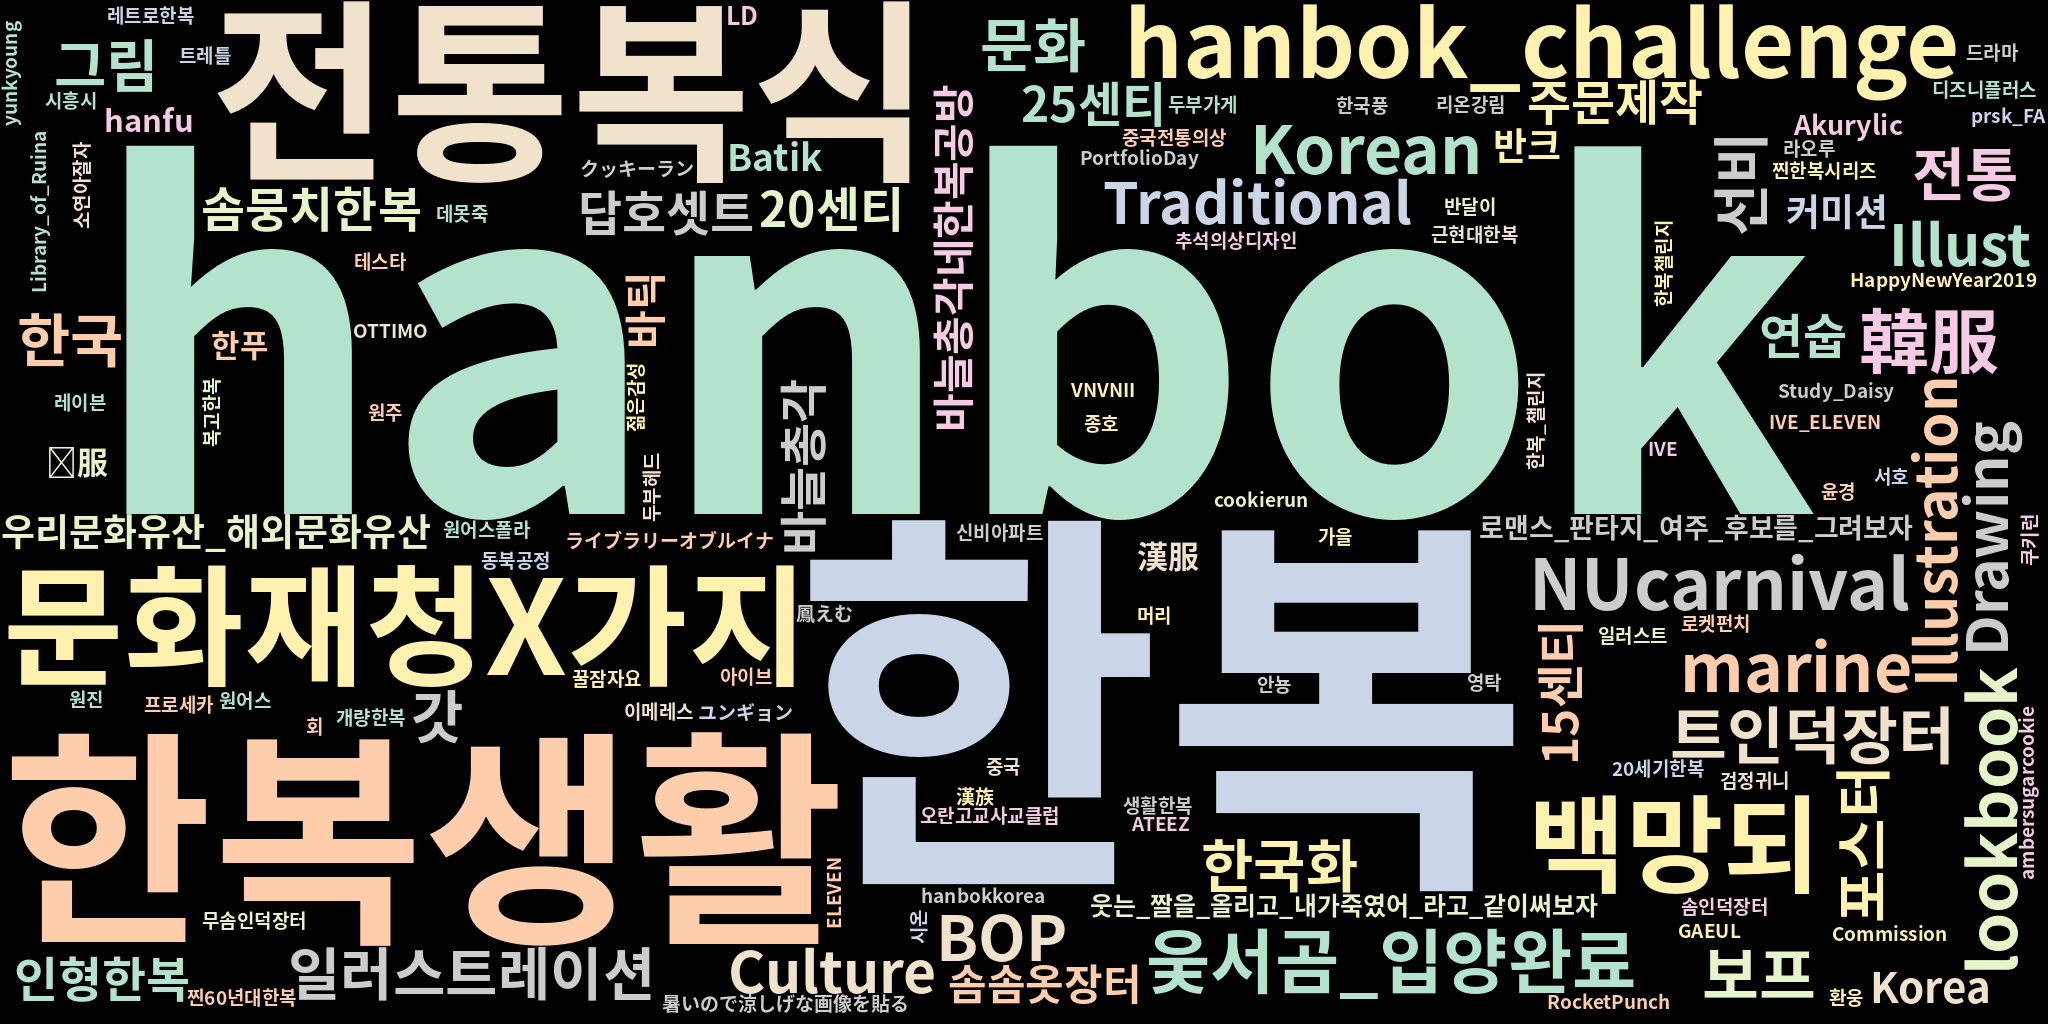 레트로한복
LD
전통복식
문화
hanbok_challenge
드라마
yunkyoung
그림
트레틀
시흥시
hanfu
25센티
두부가게
한국풍
리온강림
주문제작
디즈니플러스
prsk_FA
Library_of_Ruina
소연아잘자
クッキーラン
Batik
바늘총각네한복공방
중국전통의상
PortfolioDay
Korean
반크
Akurylic
라오루
찐한복시리즈
전통
선비
솜뭉치한복
데못죽
답호셋트
20센티
Traditional
반달이
추석의상디자인
근현대한복
커미션
Illust
hanbok
테스타
한복챌린지
HappyNewYear2019
한국
한푸
OTTIMO
바틱
연습
韓服
레이븐
복고한복
원주
젊은감성
VNVNII
종호
한복_챌린지
Study_Daisy
IVE_ELEVEN
IVE
服
두부헤드
바늘총각
cookierun
윤경
서호
Illustration
Drawing
우리문화유산_해외문화유산
원어스폴라
ライブラリーオブルイナ
신비아파트
漢服
가을
로맨스_판타지_여주_후보를_그려보자
쿠키런
동북공정
문화재청X가지
鳳えむ
한복
머리
NUcarnival
일러스트
로켓펀치
꿀잠자요
아이브
안뇽
영탁
15센티
marine
원진
프로세카
원어스
회
개량한복
갓
이메레스
ユンギョン
트인덕장터
lookbook
ambersugarcookie
한복생활
중국
漢族
오란고교사교클럽
생활한복
ATEEZ
20세기한복
검정귀니
백망되
포스터
한국화
ELEVEN
hanbokkorea
웃는_짤을_올리고_내가죽였어_라고_같이써보자
솜인덕장터
GAEUL
Commission
무솜인덕장터
시온
BOP
인형한복
찐60년대한복
일러스트레이션
Culture
솜솜옷장터
윷서곰_입양완료
보프
환웅
Korea
暑いので涼しげな画像を貼る
RocketPunch